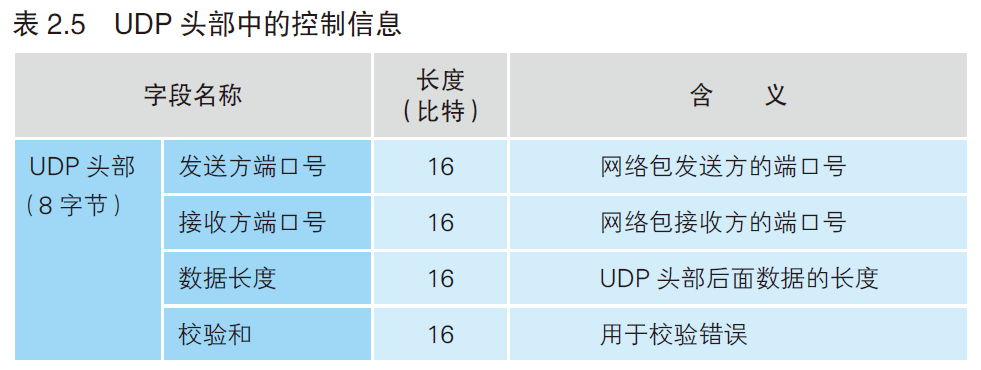 表 2.5 UDP 头部中的控制信息
字段名称
长度
（比特）
含 义
UDP 头部
（8 字节）
发送方端口号 16 网络包发送方的端口号
接收方端口号 16 网络包接收方的端口号
数据长度 16 UDP 头部后面数据的长度
校验和 16 用于校验错误